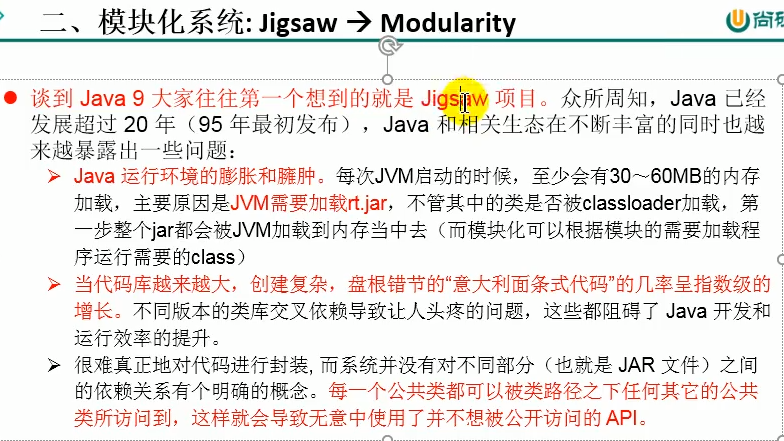 二、模块化系统: Jigsaw → Modularity
尚硅
谈到 Java 9 大家往往第一个想到的就是 Jigsaw 项目。众所周知，Java 已经
发展超过 20 年（95 年最初发布），Java 和相关生态在不断丰富的同时也越
来越暴露出一些问题：
Java 运行环境的膨胀和臃肿。每次JVM启动的时候，至少会有30～60MB的内存
加载，主要原因是JVM需要加载rt.jar，不管其中的类是否被classloader加载，第
一步整个jar都会被JVM加载到内存当中去（而模块化可以根据模块的需要加载程
序运行需要的class）
当代码库越来越大，创建复杂，盘根错节的“意大利面条式代码”的几率呈指数级的
增长。不同版本的类库交叉依赖导致让人头疼的问题，这些都阻碍了 Java 开发和
运行效率的提升。
很难真正地对代码进行封装, 而系统并没有对不同部分（也就是 JAR 文件）之间
的依赖关系有个明确的概念。每一个公共类都可以被类路径之下任何其它的公共
类所访问到，这样就会导致无意中使用了并不想被公开访问的 API。